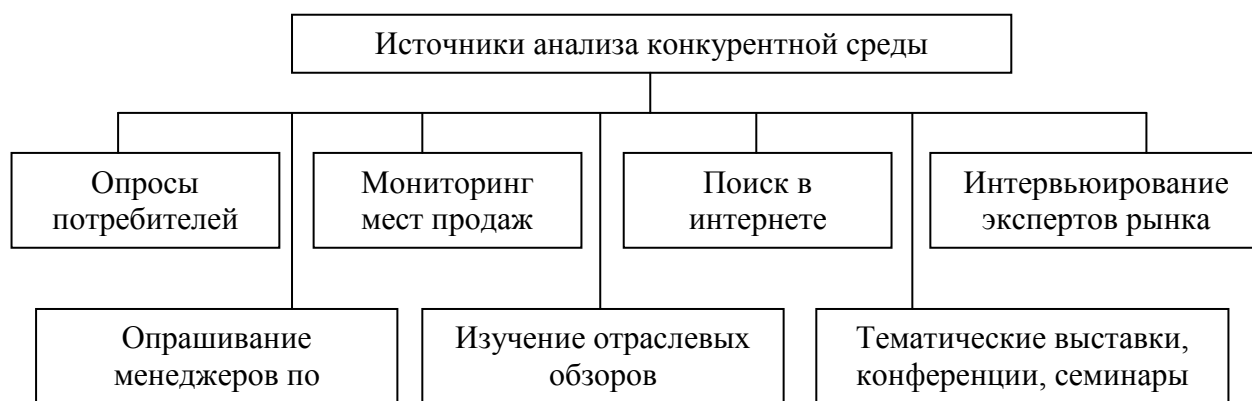 Источники анализа конкурентной среды
Опросы
потребителей
Мониторинг
мест продаж
Поиск в
интернете
Интервьюирование
экспертов рынка
Опрашивание
менеджеров по
Изучение отраслевых
обзоров
Тематические выставки,
конференции, семинары